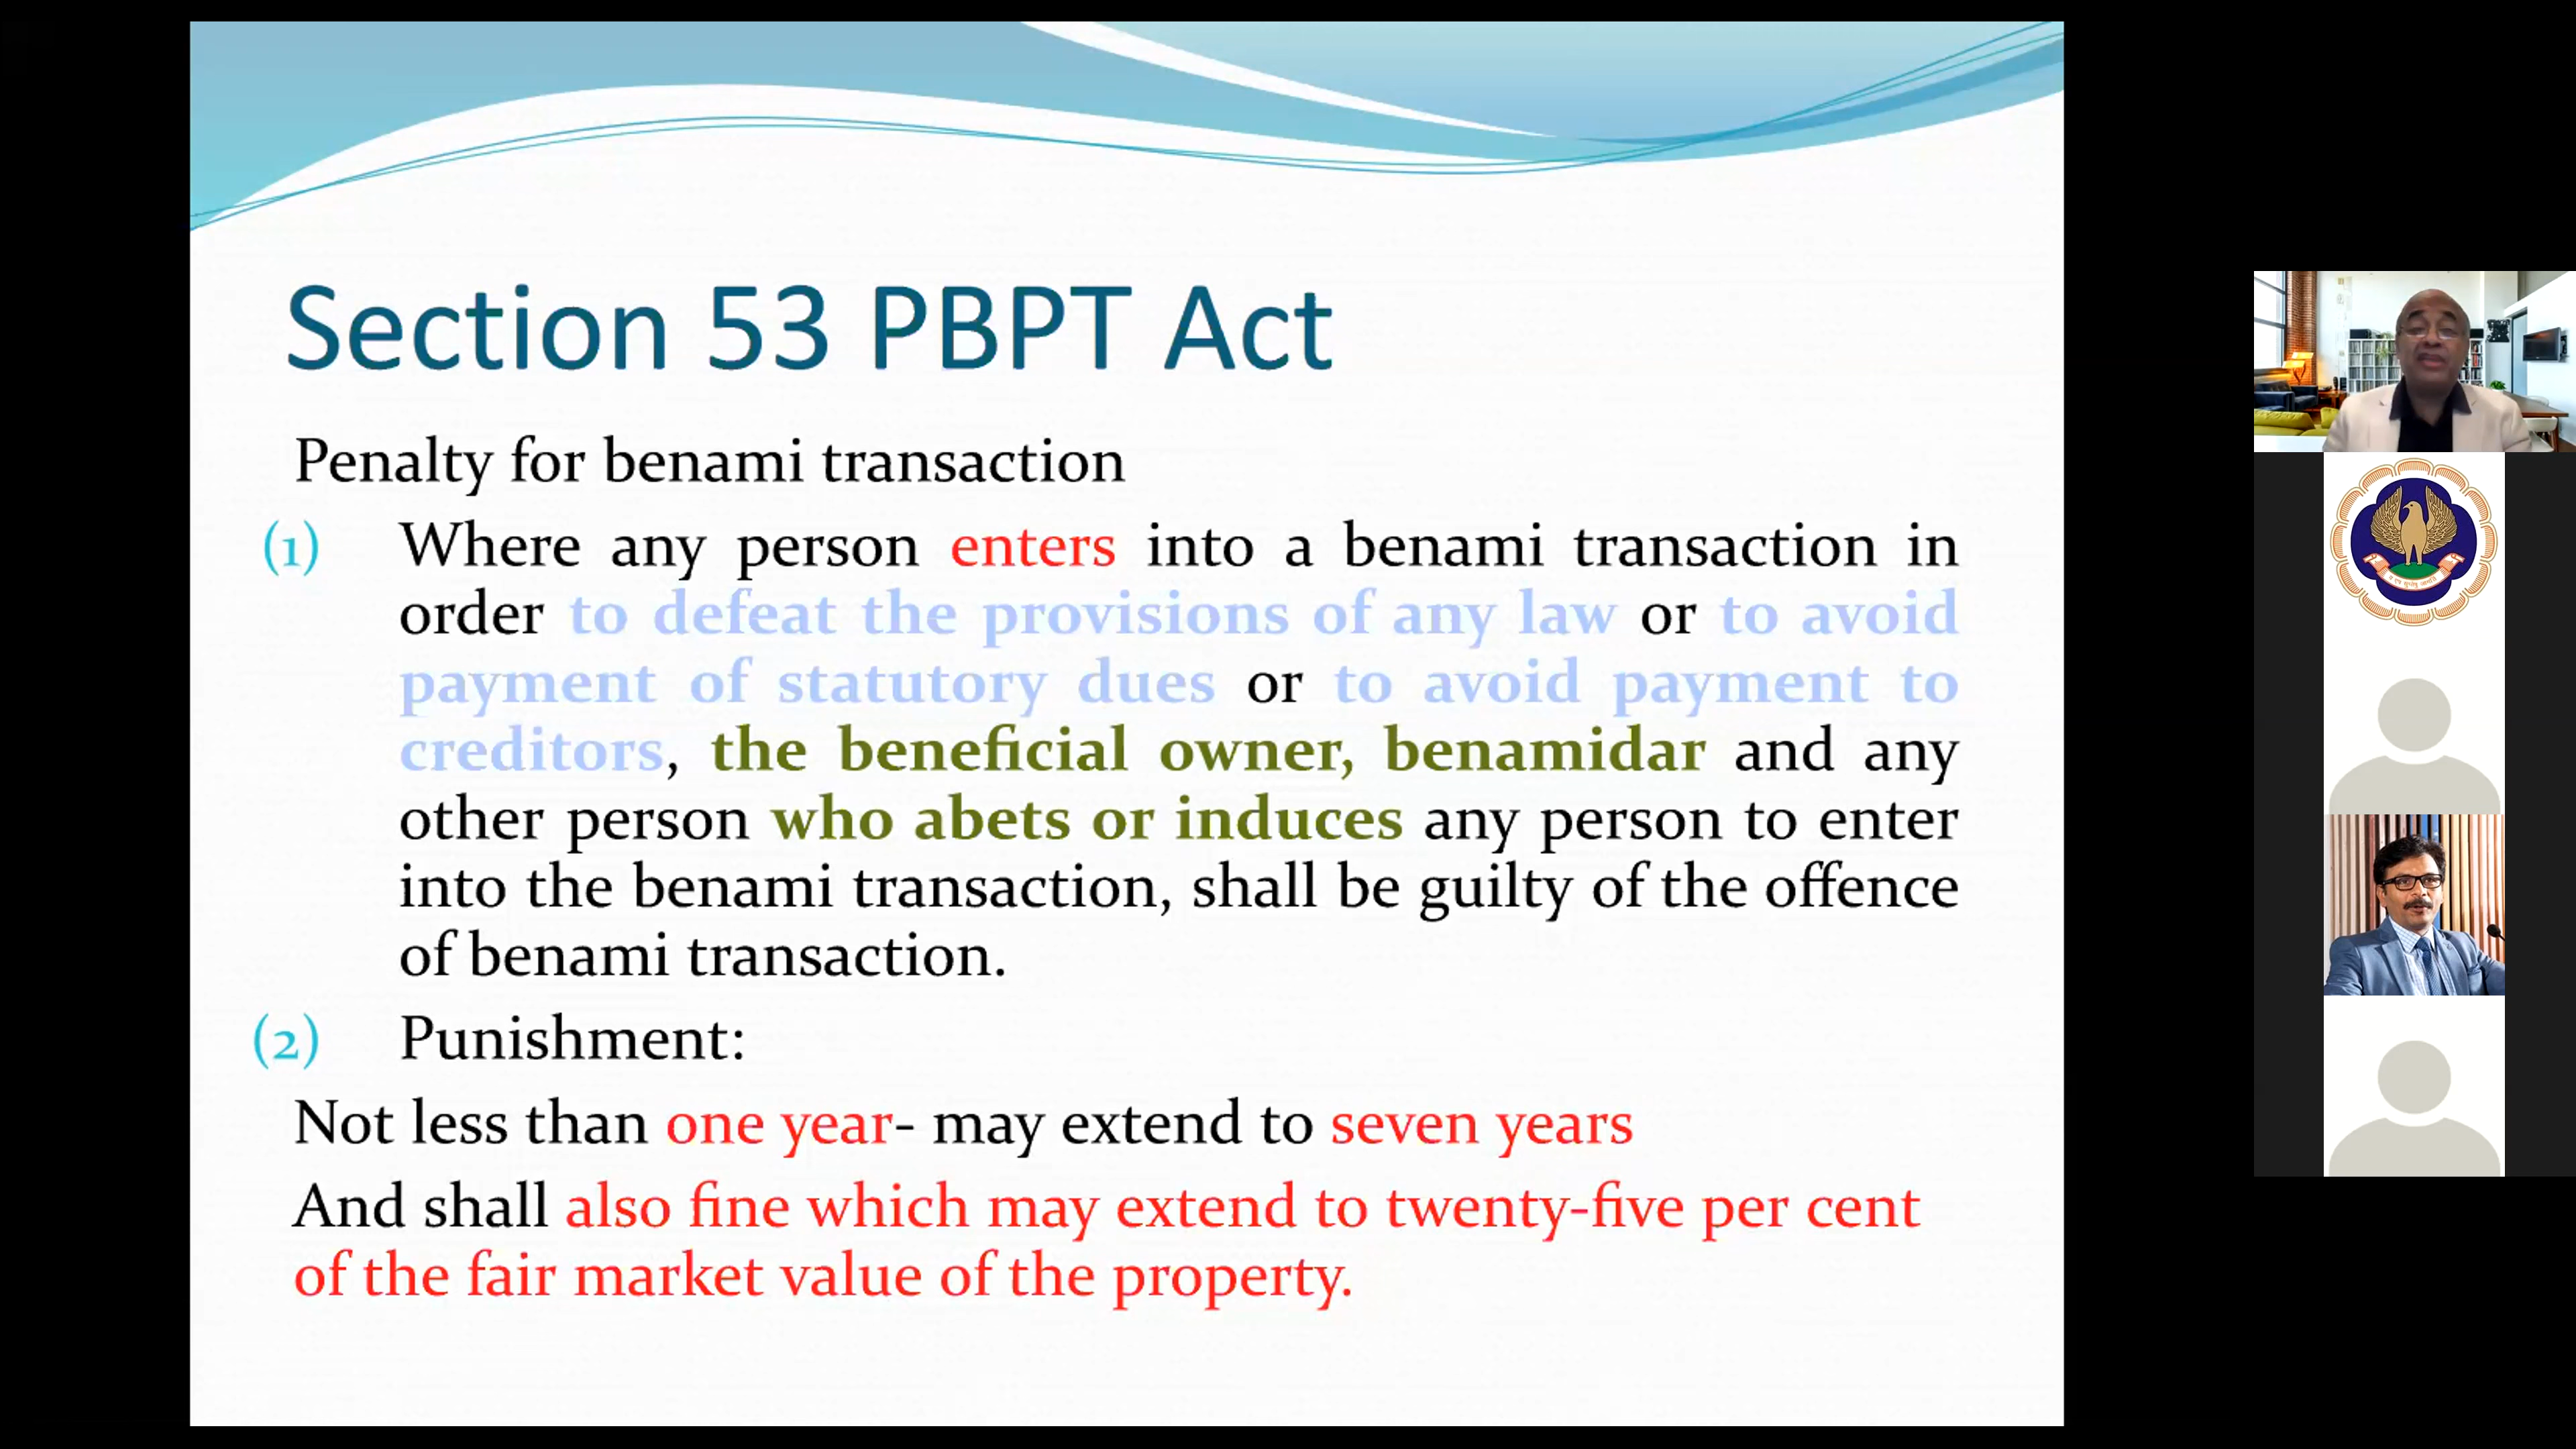 Section 53 PBPT Act
Penalty for benami transaction
(1) Where any person enters into a benami transaction in
order to defeat the provisions of any law or to avoid
payment of statutory dues or to avoid payment to
creditors, the beneficial owner, benamidar and any
other person who abets or induces any person to enter
into the benami transaction, shall be guilty of the offence
of benami transaction.
(2) Punishment:
Not less than one year- may extend to seven years
And shall also fine which may extend to twenty-five per cent
of the fair market value of the property.